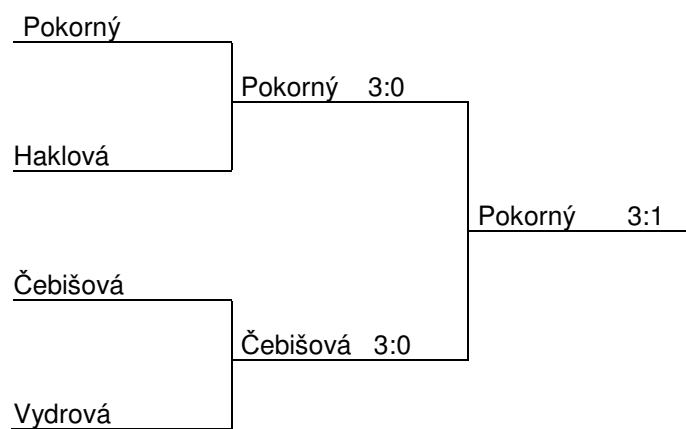 Pokorný
Pokorný 3:0
Haklová
Pokorný 3:1
Čebišová
Čebišová 3:0
Vydrová